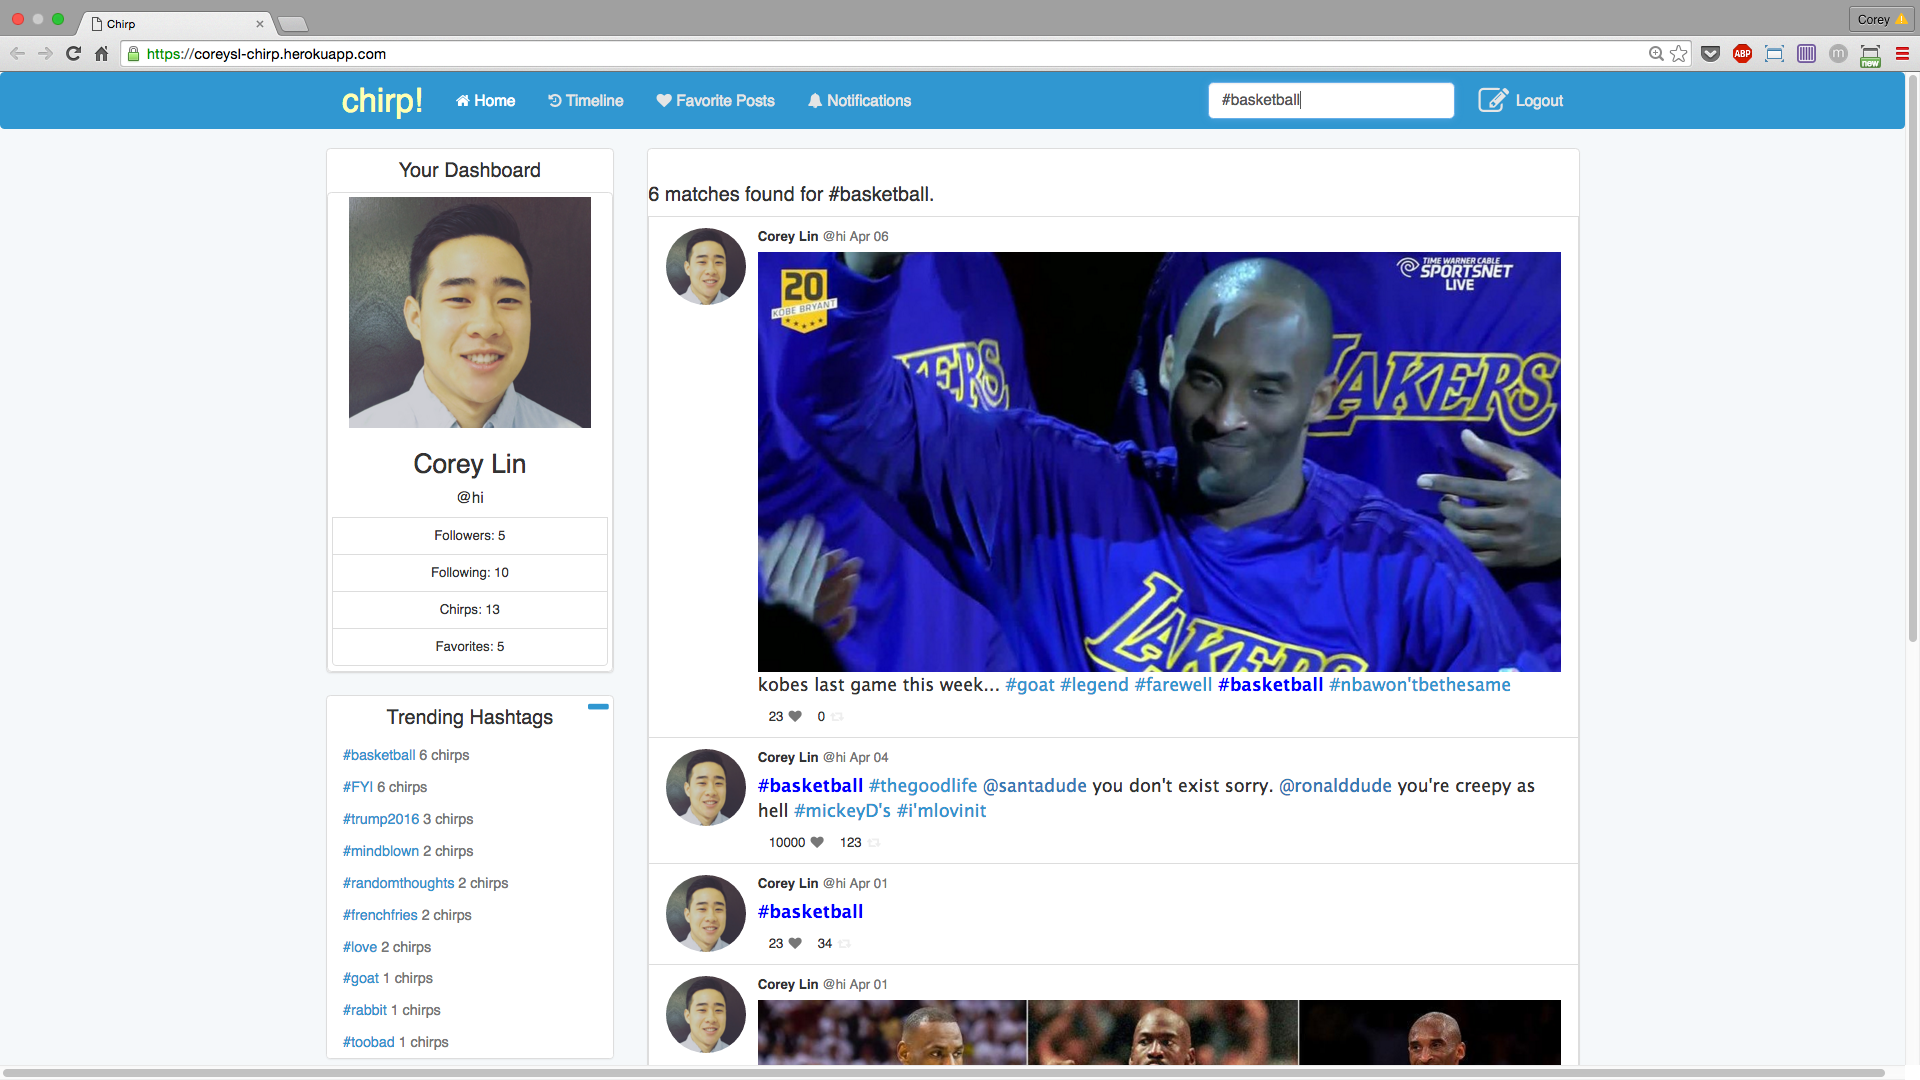 Chirp
Corey
https://coreysl-chirp.herokuapp.com
ABP
m
new
chirp!
Home
Timeline
Favorite Posts
Notifications
#basketball
Logout
Your Dashboard
Corey Lin
@hi
Followers: 5
Following: 10
Chirps: 13
Favorites: 5
Trending Hashtags
#basketball 6 chirps
#FYI 6 chirps
#trump2016 3 chirps
#mindblown 2 chirps
#randomthoughts 2 chirps
#frenchfries 2 chirps
#love 2 chirps
#goat 1 chirps
#rabbit 1 chirps
#toobad 1 chirps
6 matches found for #basketball.
Corey Lin @hi Apr 06
20
KOBE BRYANT
TIME WARNER CABLE
SPORTSNET
LIVE
KERS
LAKERS
LAKERS
kobes last game this week... #goat #legend #farewell #basketball #nbawon'tbethesame
23 0
Corey Lin @hi Apr 04
#basketball #thegoodlife @santadude you don't exist sorry. @ronalddude you're creepy as
hell #mickeyD's #i'mlovinit
10000 123
Corey Lin @hi Apr 01
#basketball
23 34
Corey Lin @hi Apr 01